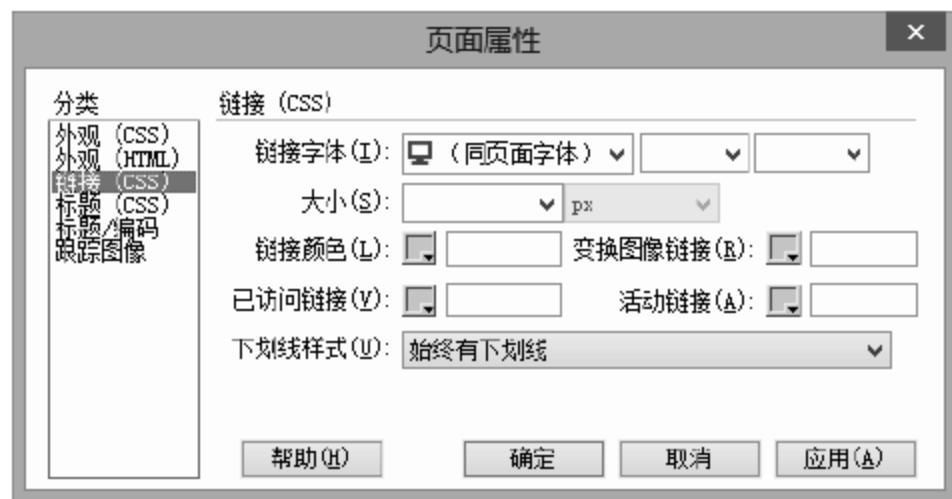 页面属性
分类
外观 (CSS)
外观 (HTML)
链接 (CSS)
标题 (CSS)
标题/编码
跟踪图像
链接 (CSS)
链接字体(I): (同页面字体)
大小(S): px
链接颜色(L): 变换图像链接(R):
已访问链接(V): 活动链接(A):
下划线样式(U): 始终有下划线
帮助(H) 确定 取消 应用(A)